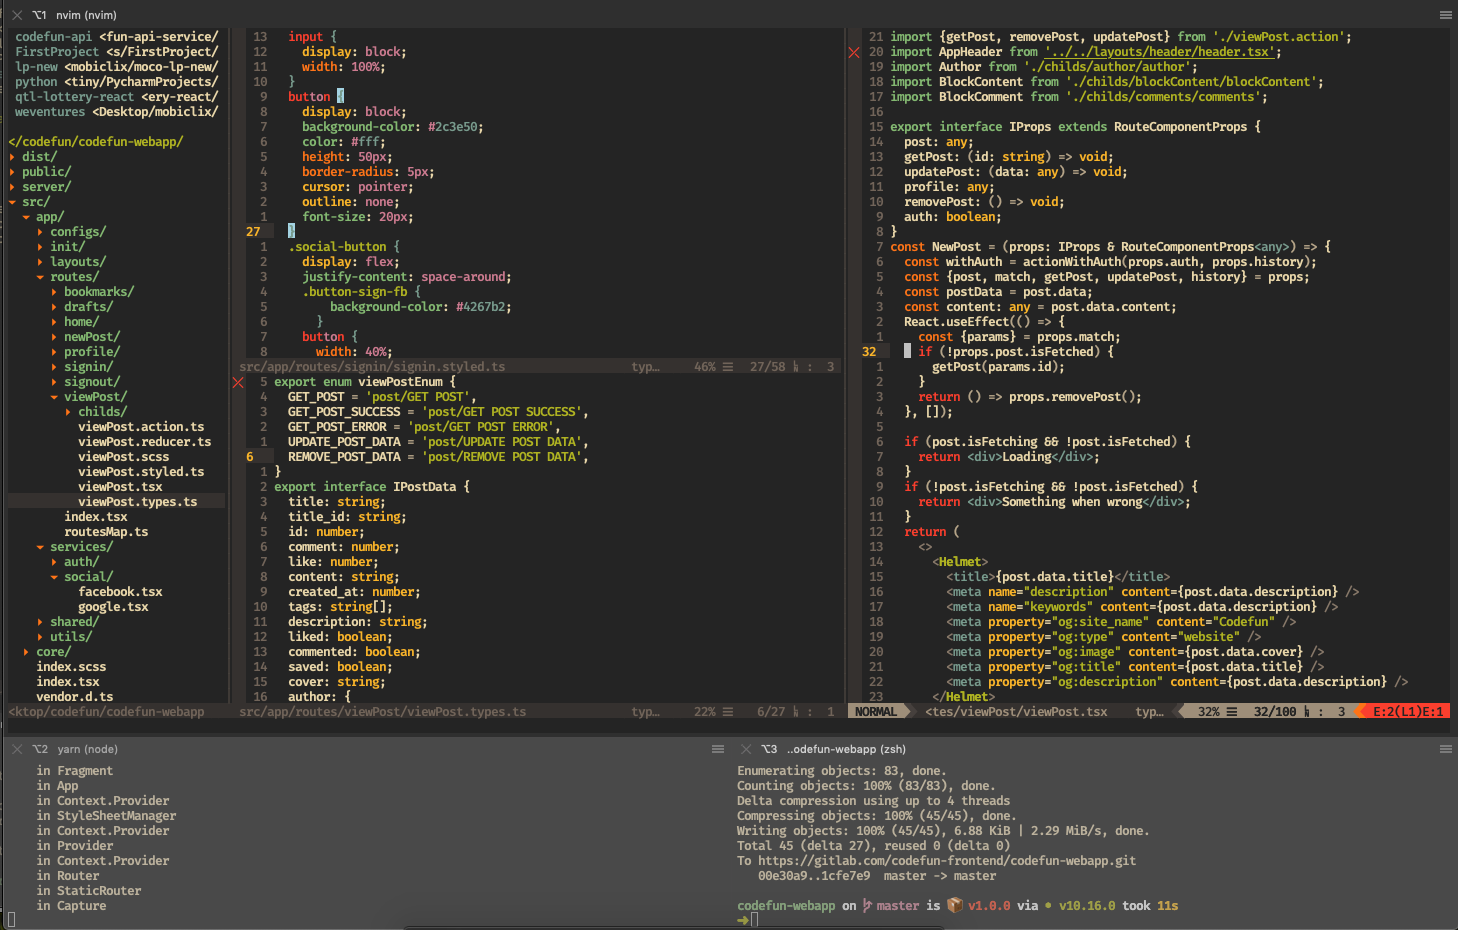 ⌥1 nvim (nvim)
codefun-api <fun-api-service/
FirstProject <s/FirstProject/
lp-new <mobiclix/moco-lp-new/
python <tiny/PycharmProjects/
qtl-lottery-react <ery-react/
weventures <Desktop/mobiclix/
</codefun/codefun-webapp/
dist/
public/
server/
src/
app/
configs/
init/
layouts/
routes/
bookmarks/
drafts/
home/
newPost/
profile/
signin/
signout/
viewPost/
childs/
viewPost.action.ts
viewPost.reducer.ts
viewPost.scss
viewPost.styled.ts
viewPost.tsx
viewPost.types.ts
index.tsx
routesMap.ts
services/
auth/
social/
facebook.tsx
google.tsx
shared/
utils/
core/
index.scss
index.tsx
vendor.d.ts
<ktop/codefun/codefun-webapp
13 input {
12 display: block;
11 width: 100%;
10 }
9 button {
8 display: block;
7 background-color: #2c3e50;
6 color: #fff;
5 height: 50px;
4 border-radius: 5px;
3 cursor: pointer;
2 outline: none;
1 font-size: 20px;
27 }
1 .social-button {
2 display: flex;
3 justify-content: space-around;
4 .button-sign-fb {
5 background-color: #4267b2;
6 }
7 button {
8 width: 40%;
src/app/routes/signin/signin.styled.ts typ… 46% ☰ 27/58 ㏑ : 3
5 export enum viewPostEnum {
4 GET_POST = 'post/GET POST',
3 GET_POST_SUCCESS = 'post/GET POST SUCCESS',
2 GET_POST_ERROR = 'post/GET POST ERROR',
1 UPDATE_POST_DATA = 'post/UPDATE POST DATA',
6 REMOVE_POST_DATA = 'post/REMOVE POST DATA',
1 }
2 export interface IPostData {
3 title: string;
4 title_id: string;
5 id: number;
6 comment: number;
7 like: number;
8 content: string;
9 created_at: number;
10 tags: string[];
11 description: string;
12 liked: boolean;
13 commented: boolean;
14 saved: boolean;
15 cover: string;
16 author: {
src/app/routes/viewPost/viewPost.types.ts typ… 22% ☰ 6/27 ㏑ : 1
21 import {getPost, removePost, updatePost} from './viewPost.action';
20 import AppHeader from '../../layouts/header/header.tsx';
19 import Author from './childs/author/author';
18 import BlockContent from './childs/blockContent/blockContent';
17 import BlockComment from './childs/comments/comments';
16
15 export interface IProps extends RouteComponentProps {
14 post: any;
13 getPost: (id: string) => void;
12 updatePost: (data: any) => void;
11 profile: any;
10 removePost: () => void;
9 auth: boolean;
8 }
7 const NewPost = (props: IProps & RouteComponentProps<any>) => {
6 const withAuth = actionWithAuth(props.auth, props.history);
5 const {post, match, getPost, updatePost, history} = props;
4 const postData = post.data;
3 const content: any = post.data.content;
2 React.useEffect(() => {
1 const {params} = props.match;
32 if (!props.post.isFetched) {
1 getPost(params.id);
2 }
3 return () => props.removePost();
4 }, []);
5
6 if (post.isFetching && !post.isFetched) {
7 return <div>Loading</div>;
8 }
9 if (!post.isFetching && !post.isFetched) {
10 return <div>Something when wrong</div>;
11 }
12 return (
13 <>
14 <Helmet>
15 <title>{post.data.title}</title>
16 <meta name="description" content={post.data.description} />
17 <meta name="keywords" content={post.data.description} />
18 <meta property="og:site_name" content="Codefun" />
19 <meta property="og:type" content="website" />
20 <meta property="og:image" content={post.data.cover} />
21 <meta property="og:title" content={post.data.title} />
22 <meta property="og:description" content={post.data.description} />
23 </Helmet>
NORMAL <tes/viewPost/viewPost.tsx typ… 32% ☰ 32/100 ㏑ : 3 E:2(L1)E:1
⌥2 yarn (node)
in Fragment
in App
in Context.Provider
in StyleSheetManager
in Context.Provider
in Provider
in Context.Provider
in Router
in StaticRouter
in Capture
⌥3 ..odefun-webapp (zsh)
Enumerating objects: 83, done.
Counting objects: 100% (83/83), done.
Delta compression using up to 4 threads
Compressing objects: 100% (45/45), done.
Writing objects: 100% (45/45), 6.88 KiB | 2.29 MiB/s, done.
Total 45 (delta 27), reused 0 (delta 0)
To https://gitlab.com/codefun-frontend/codefun-webapp.git
00e30a9..1cfe7e9 master -> master
codefun-webapp on master is 📦 v1.0.0 via • v10.16.0 took 11s
➜